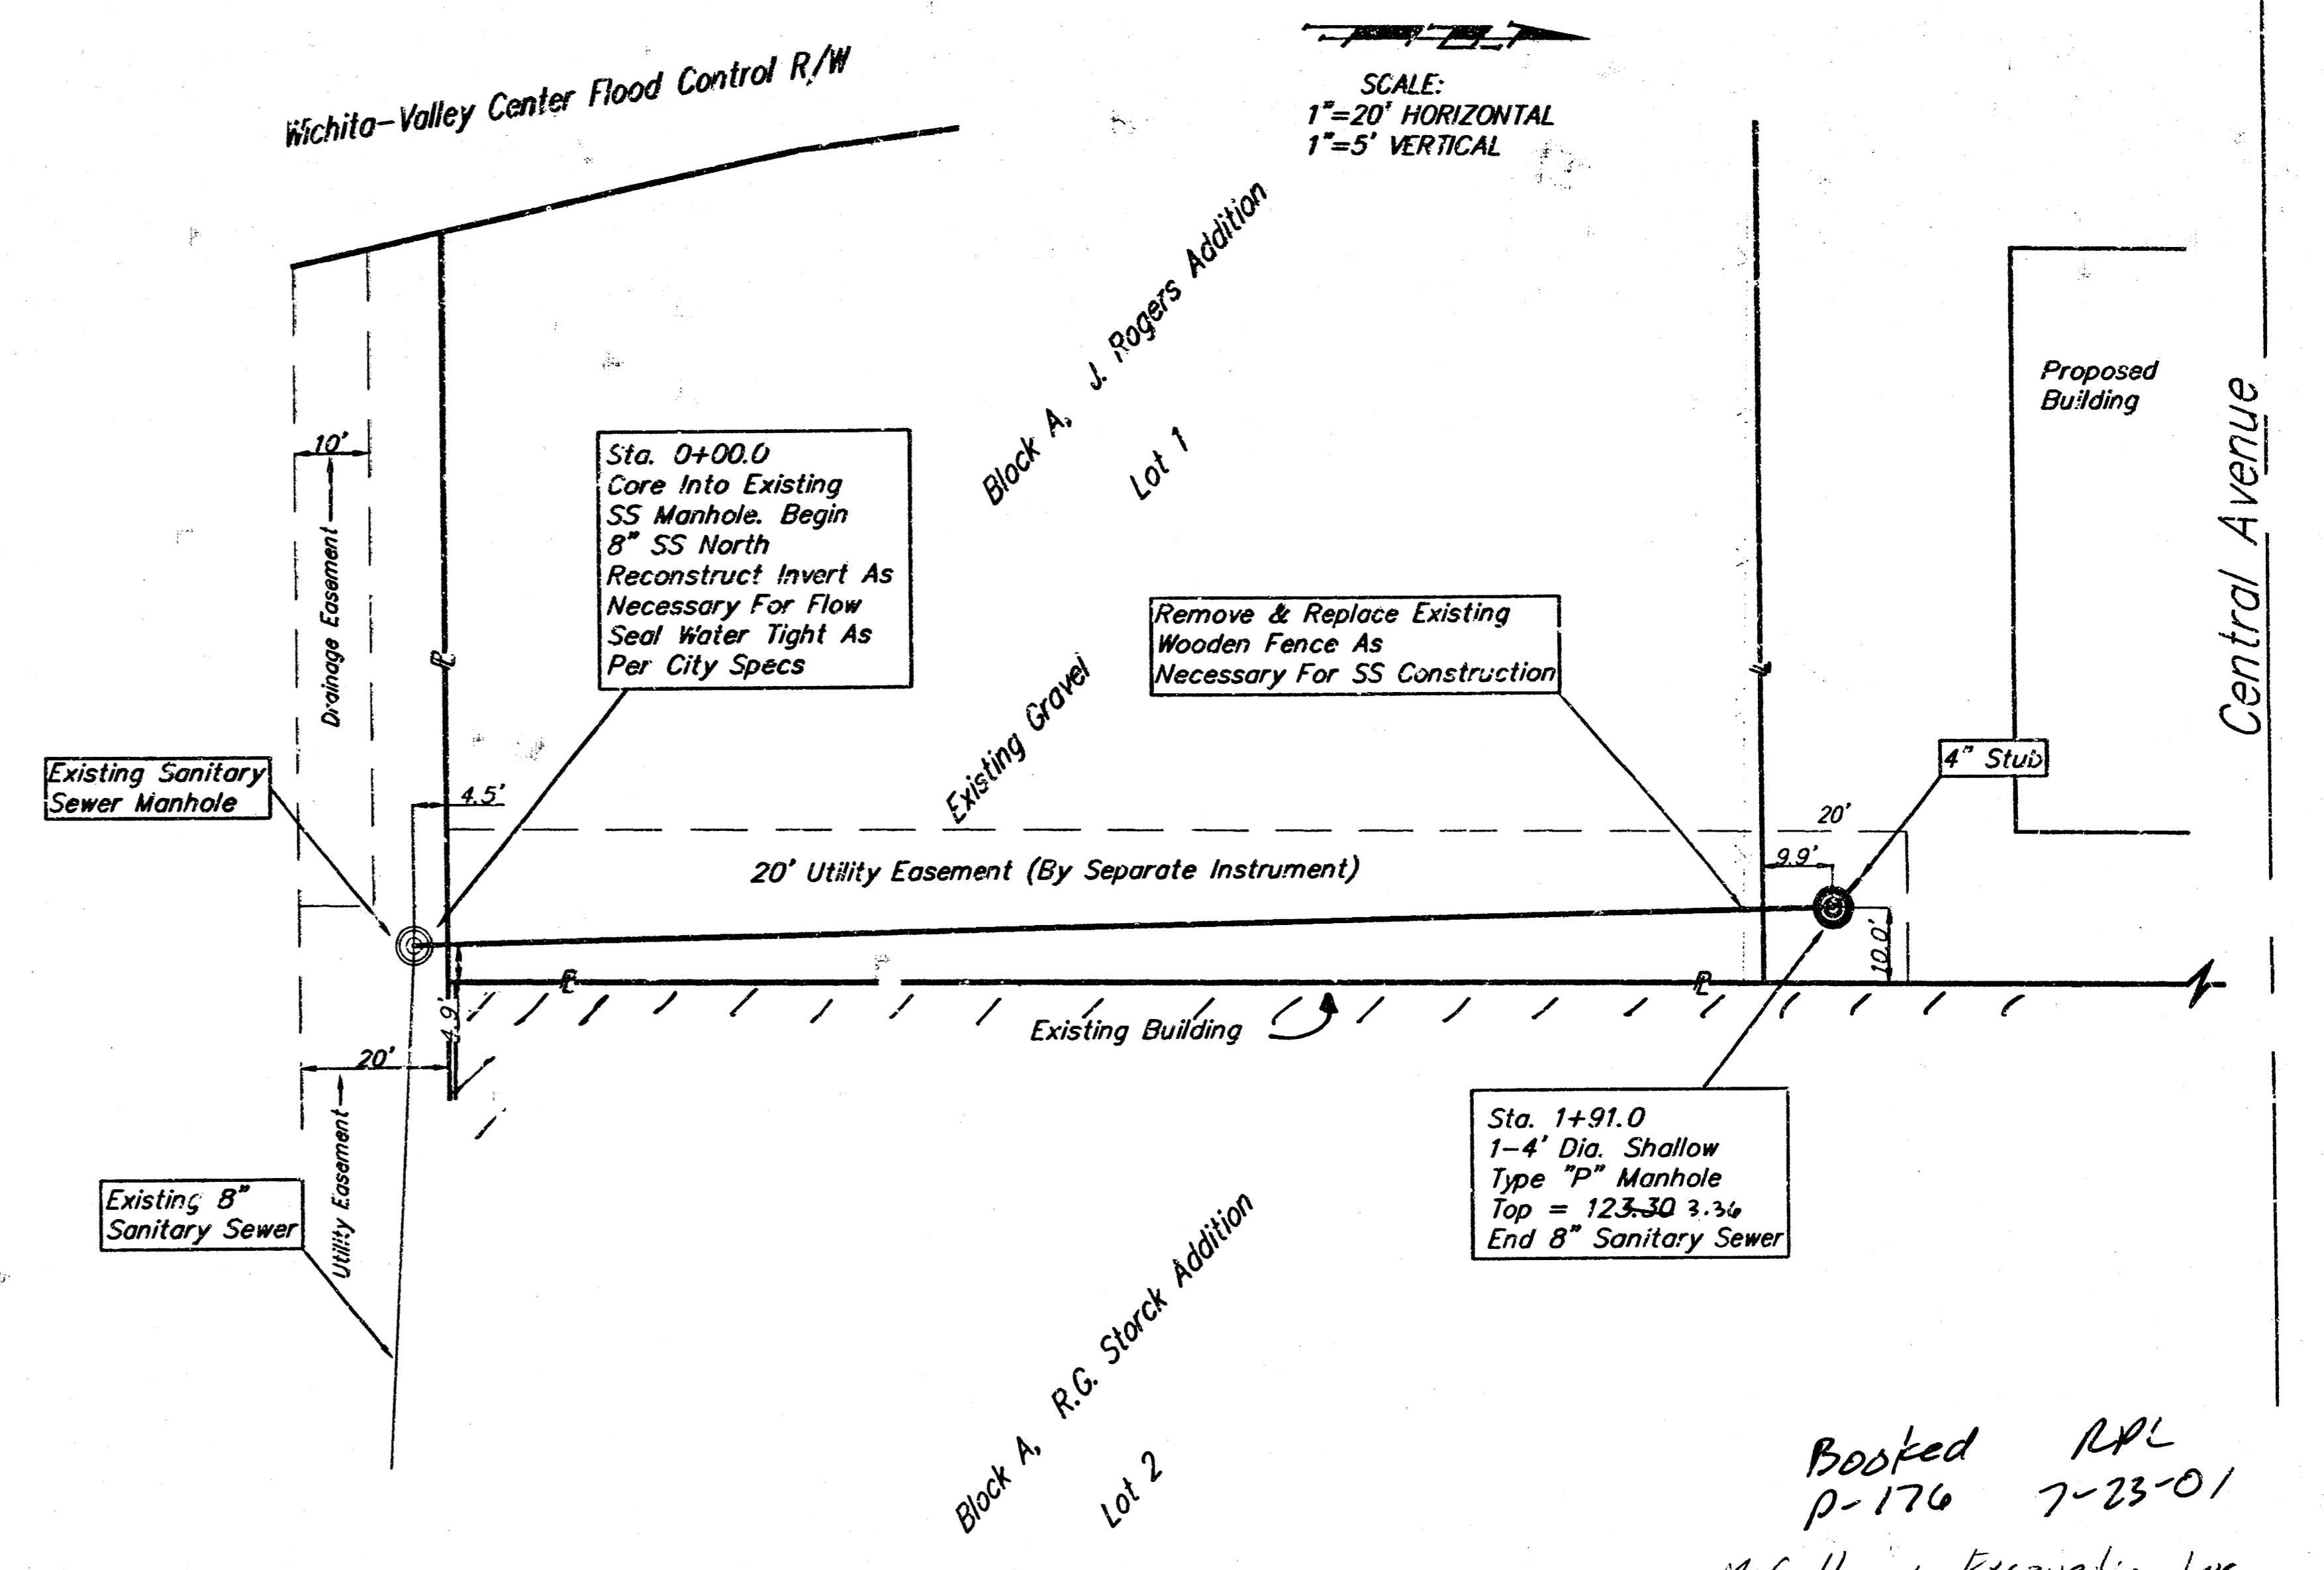 Wichita-Valley Center Flood Control R/W
SCALE:
1"=20' HORIZONTAL
1"=5' VERTICAL
Block A, J. Rogers Addition
Lot 1
Proposed
Building
Central Avenue
10'
Drainage Easement
Sta. 0+00.0
Core Into Existing
SS Manhole. Begin
8" SS North
Reconstruct Invert As
Necessary For Flow
Seal Water Tight As
Per City Specs
Remove & Replace Existing
Wooden Fence As
Necessary For SS Construction
Existing Gravel
4" Stub
Existing Sanitary
Sewer Manhole
4.5'
20'
9.9'
20' Utility Easement (By Separate Instrument)
10.0'
4.9'
Existing Building
20'
Utility Easement
Existing 8"
Sanitary Sewer
Sta. 1+91.0
1-4' Dia. Shallow
Type "P" Manhole
Top = 123.30 3.36
End 8" Sanitary Sewer
Block A, R.G. Storck Addition
Lot 2
Booked RPL
P-176 7-23-01